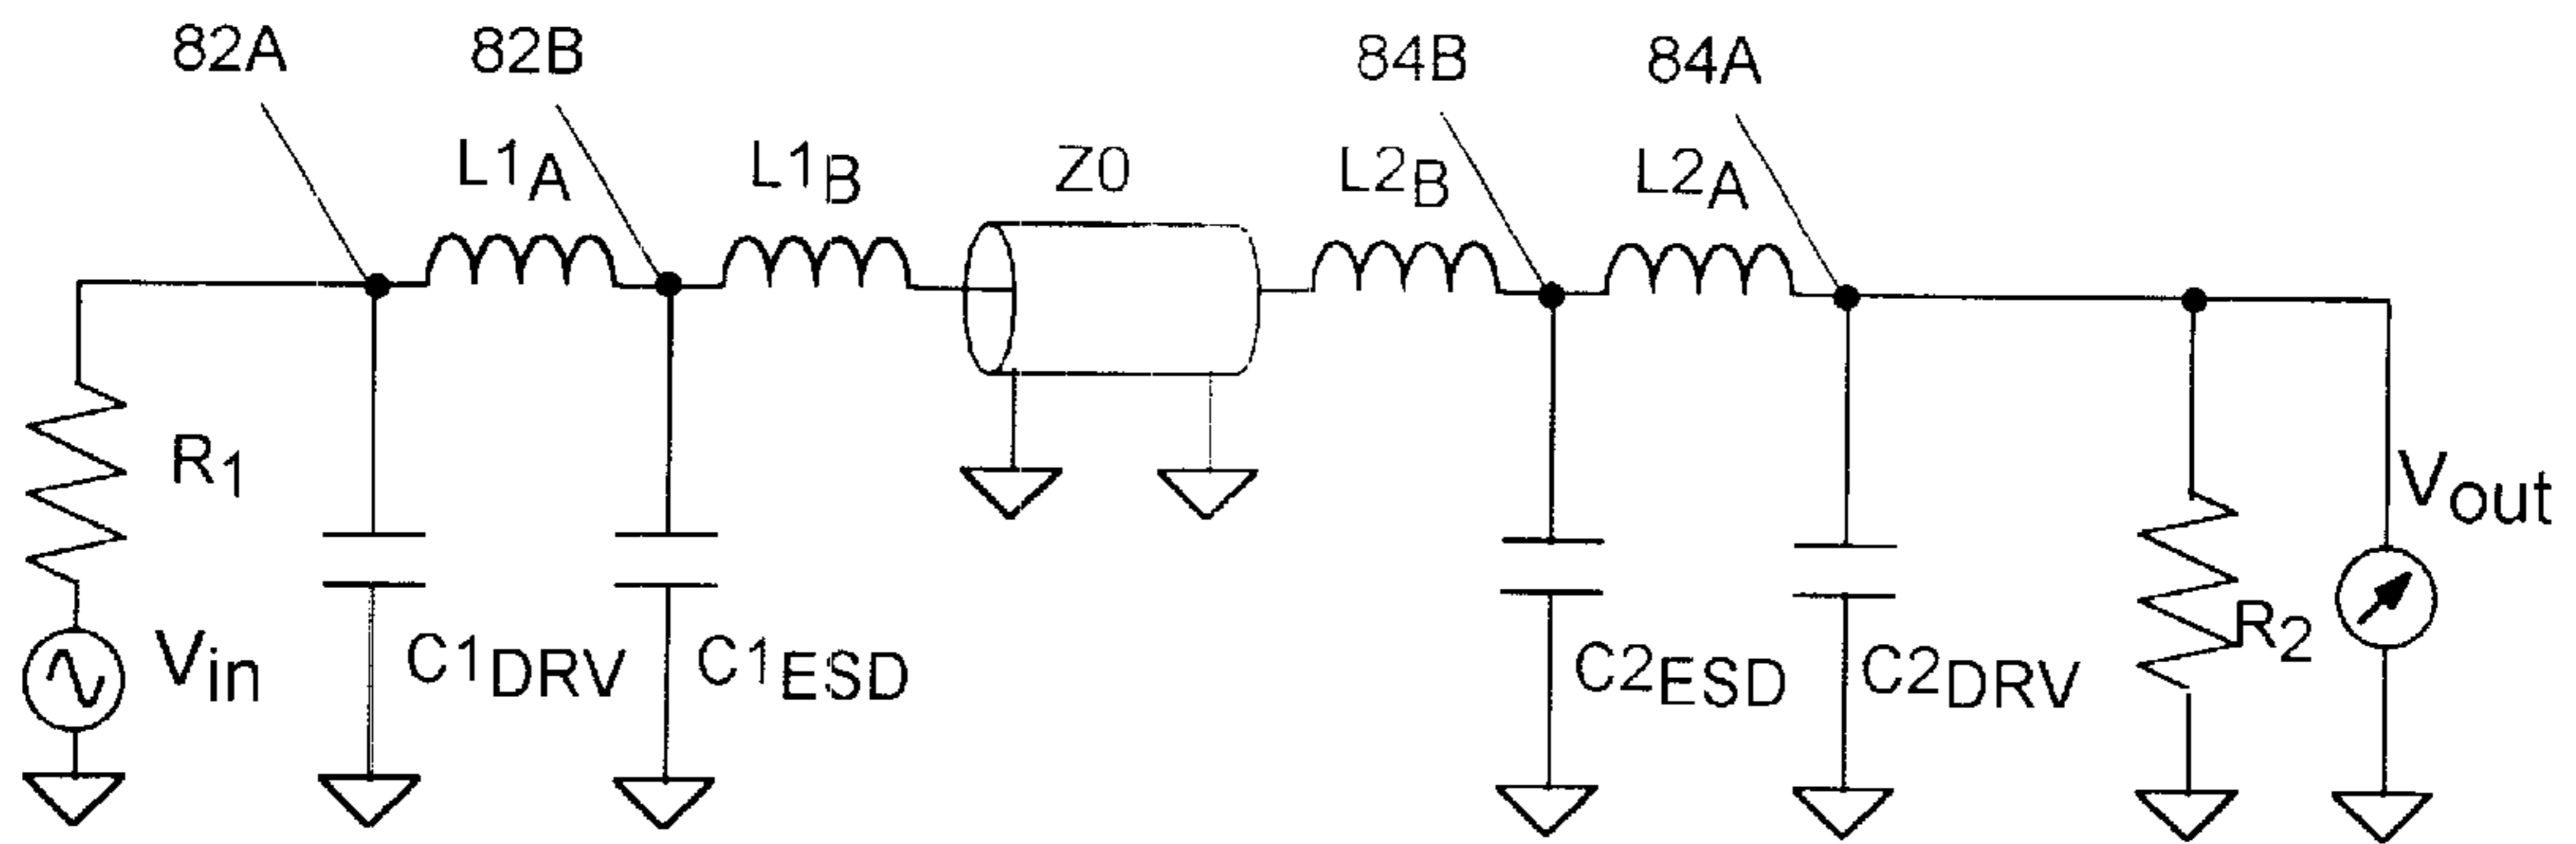 82A
82B
84B
84A
L1A
L1B
Z0
L2B
L2A
R1
Vin
C1DRV
C1ESD
C2ESD
C2DRV
R2
Vout